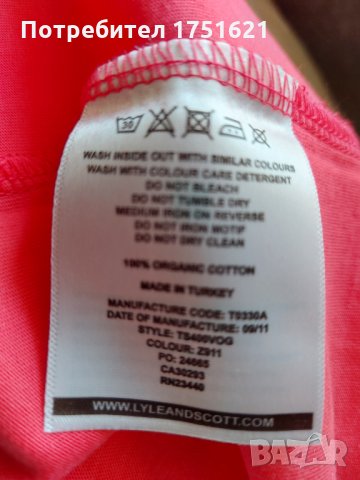 Потребител 1751621
30
WASH INSIDE OUT WITH SIMILAR COLOURS
WASH WITH COLOUR CARE DETERGENT
DO NOT BLEACH
DO NOT TUMBLE DRY
MEDIUM IRON ON REVERSE
DO NOT IRON MOTIF
DO NOT DRY CLEAN
100% ORGANIC COTTON
MADE IN TURKEY
MANUFACTURE CODE: T0330A
DATE OF MANUFACTURE: 09/11
STYLE: TS400VOG
COLOUR: Z911
PO: 24665
CA30293
RN23440
WWW.LYLEANDSCOTT.COM
BAZAR
bg